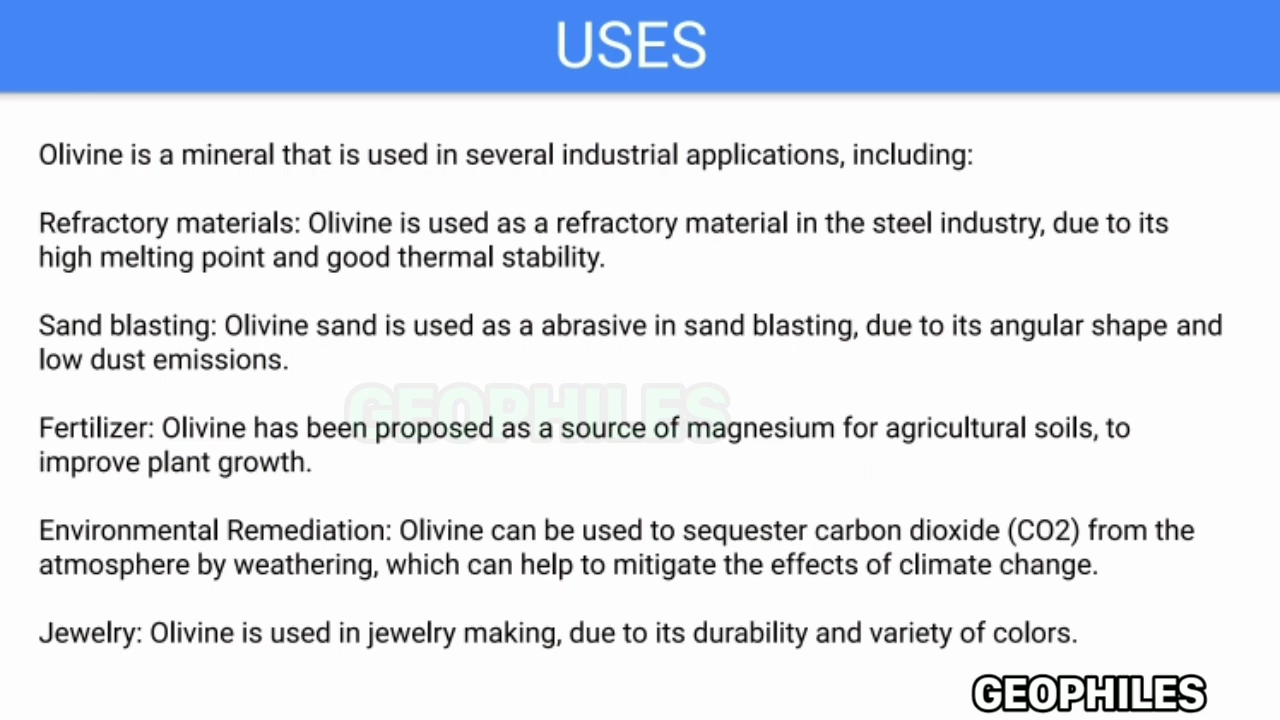 USES
Olivine is a mineral that is used in several industrial applications, including:
Refractory materials: Olivine is used as a refractory material in the steel industry, due to its
high melting point and good thermal stability.
Sand blasting: Olivine sand is used as a abrasive in sand blasting, due to its angular shape and
low dust emissions.
GEOPHILES
Fertilizer: Olivine has been proposed as a source of magnesium for agricultural soils, to
improve plant growth.
Environmental Remediation: Olivine can be used to sequester carbon dioxide (CO2) from the
atmosphere by weathering, which can help to mitigate the effects of climate change.
Jewelry: Olivine is used in jewelry making, due to its durability and variety of colors.
GEOPHILES